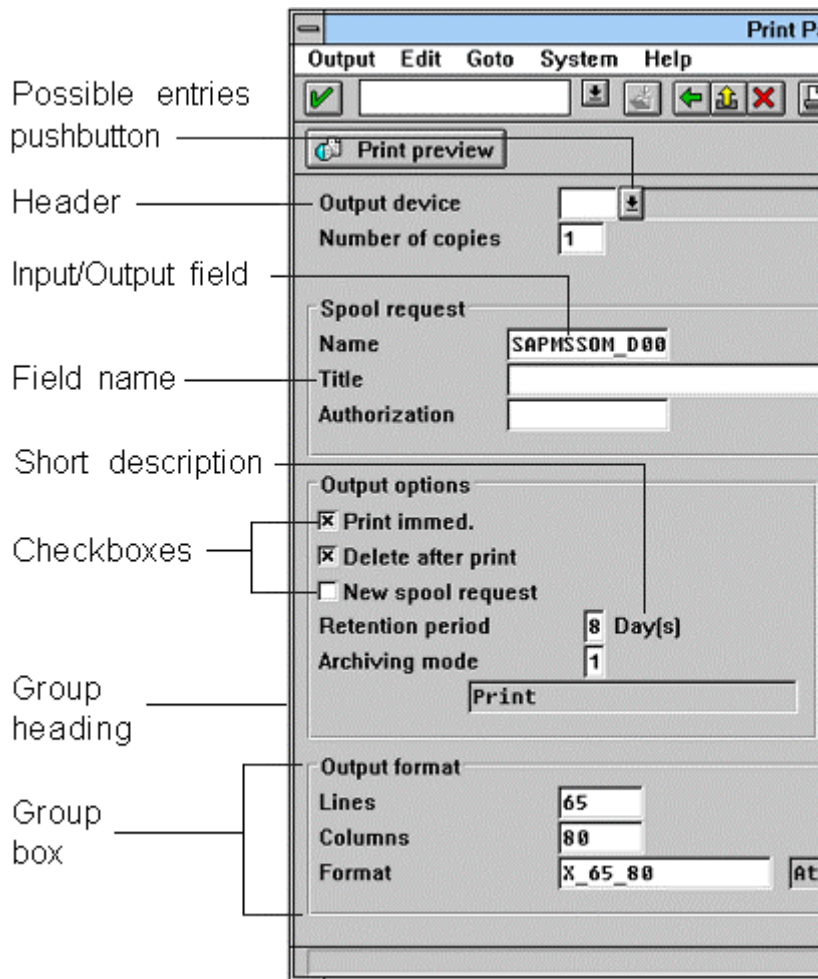 Print Pa
Output Edit Goto System Help
Possible entries
pushbutton
Print preview
Header
Output device
Number of copies 1
Input/Output field
Spool request
Name SAPMSSOM_D00
Field name
Title
Authorization
Short description
Output options
Print immed.
Checkboxes
Delete after print
New spool request
Retention period 8 Day(s)
Archiving mode 1
Group
heading
Print
Output format
Lines 65
Group
box
Columns 80
Format X_65_80 At